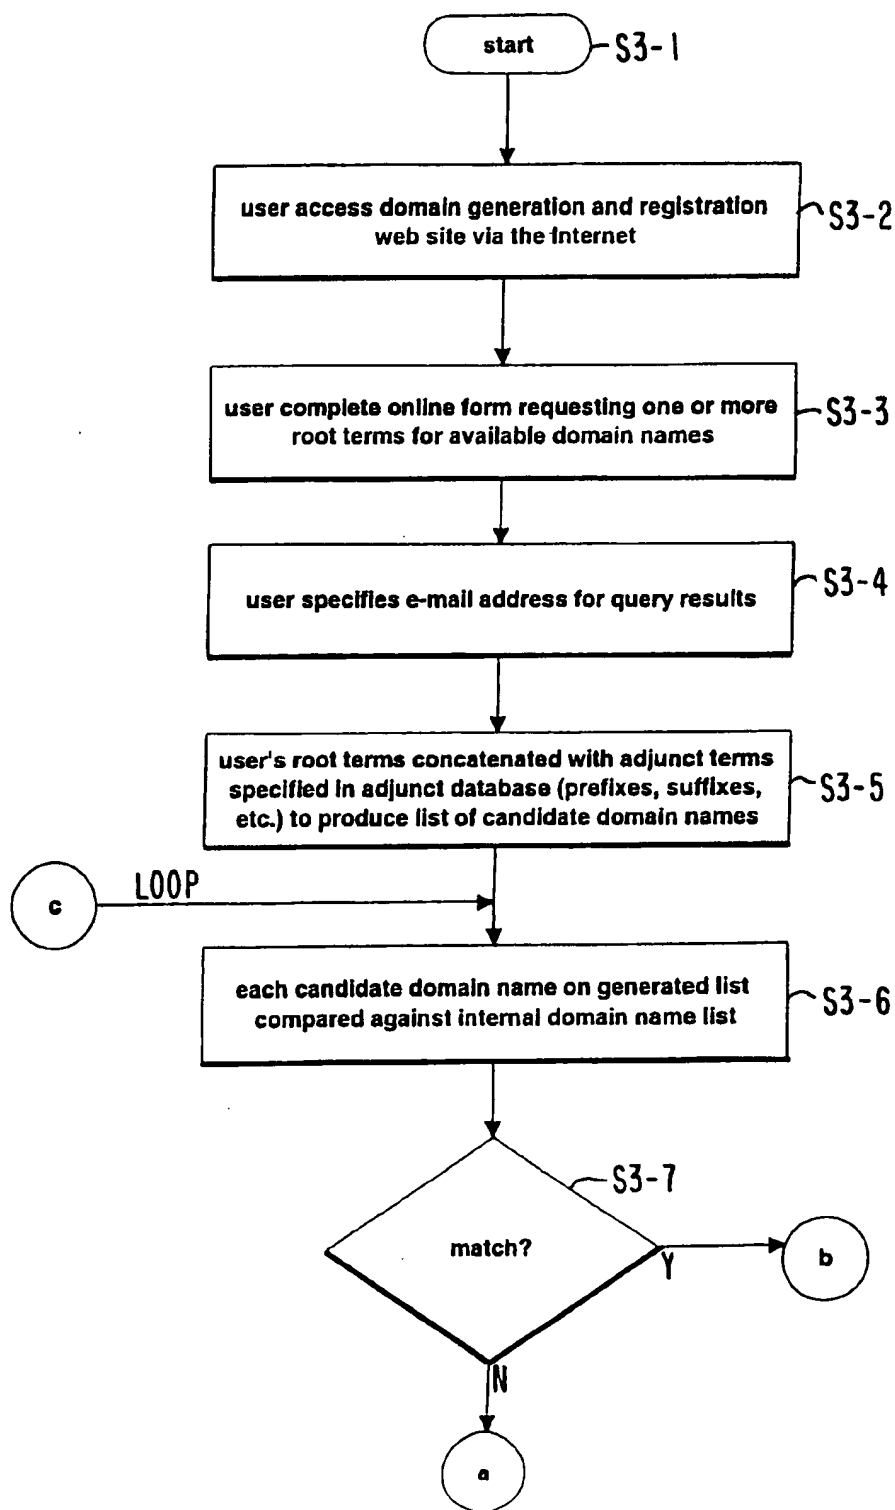 start
S3-1
user access domain generation and registration
web site via the Internet
S3-2
user complete online form requesting one or more
root terms for available domain names
S3-3
user specifies e-mail address for query results
S3-4
user's root terms concatenated with adjunct terms
specified in adjunct database (prefixes, suffixes,
etc.) to produce list of candidate domain names
S3-5
c
LOOP
each candidate domain name on generated list
compared against internal domain name list
S3-6
S3-7
match?
Y
b
N
a